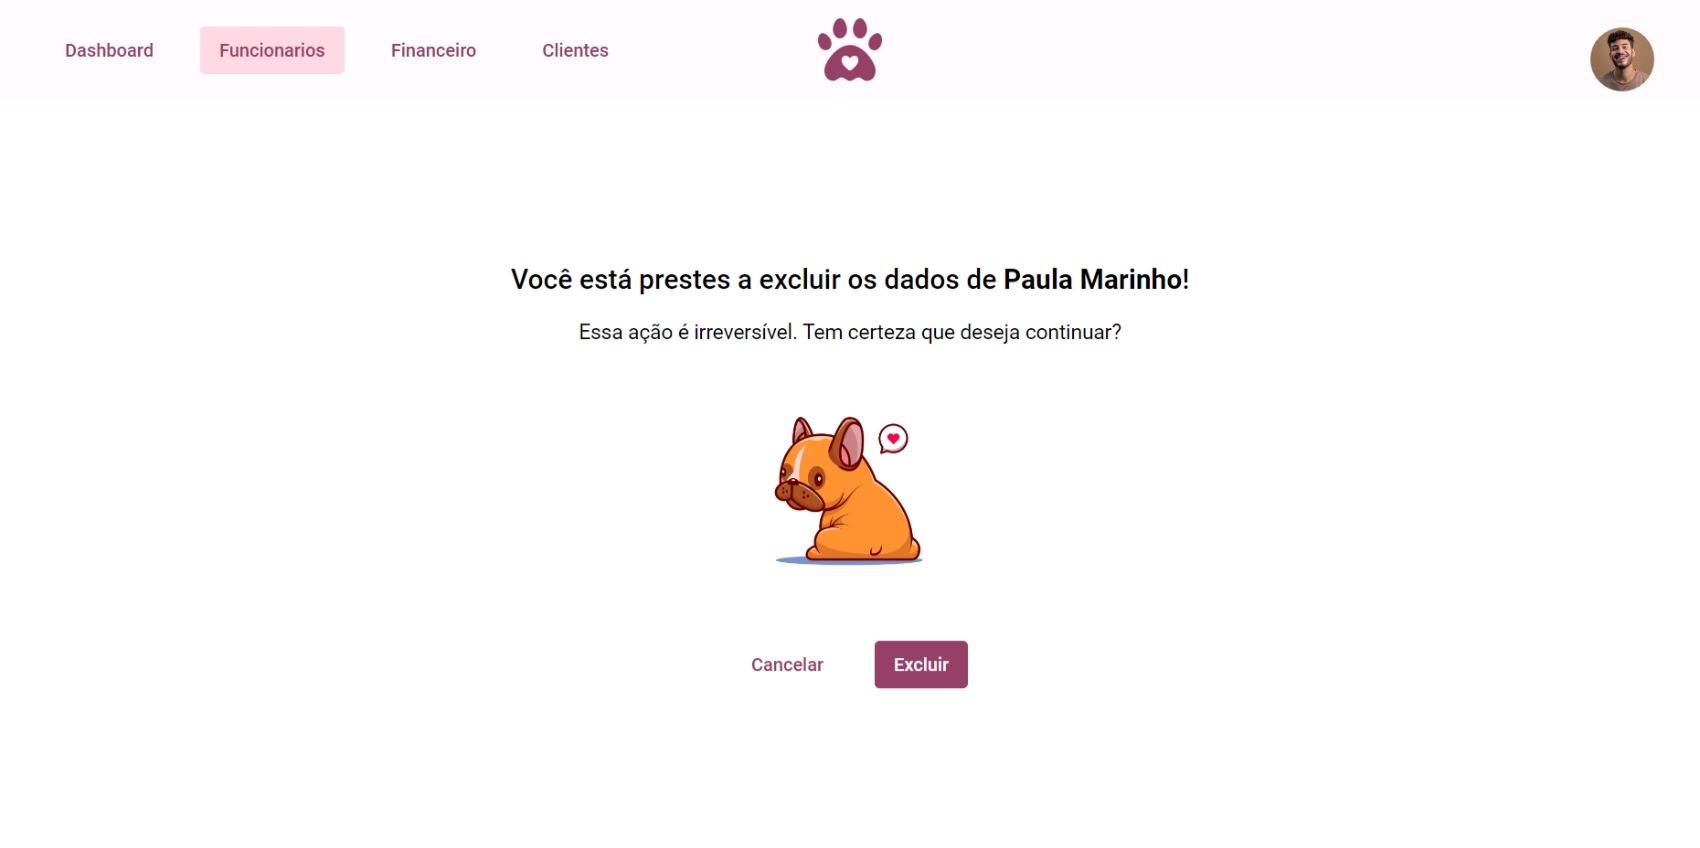 Dashboard
Funcionarios
Financeiro
Clientes
Você está prestes a excluir os dados de Paula Marinho!
Essa ação é irreversível. Tem certeza que deseja continuar?
Cancelar
Excluir